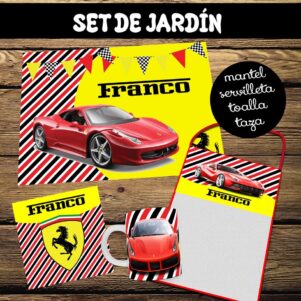 SET DE JARDÍN
mantel
servilleta
toalla
taza
Franco
Franco
Franco